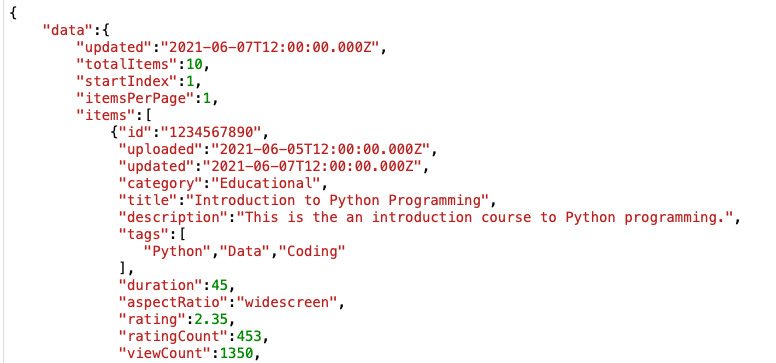 {
"data":{
"updated":"2021-06-07T12:00:00.000Z",
"totalItems":10,
"startIndex":1,
"itemsPerPage":1,
"items":[
{"id":"1234567890",
"uploaded":"2021-06-05T12:00:00.000Z",
"updated":"2021-06-07T12:00:00.000Z",
"category":"Educational",
"title":"Introduction to Python Programming",
"description":"This is the an introduction course to Python programming.",
"tags":[
"Python","Data","Coding"
],
"duration":45,
"aspectRatio":"widescreen",
"rating":2.35,
"ratingCount":453,
"viewCount":1350,